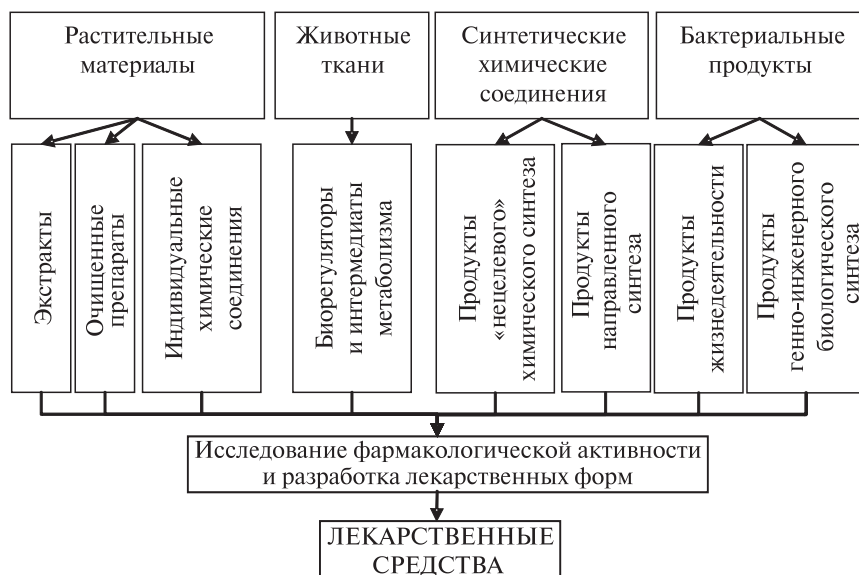 Растительные
материалы
Животные
ткани
Синтетические
химические
соединения
Бактериальные
продукты
Экстракты
Очищенные
препараты
Индивидуальные
химические
соединения
Биорегуляторы
и интермедиаты
метаболизма
Продукты
«нецелевого»
химического синтеза
Продукты
направленного
синтеза
Продукты
жизнедеятельности
Продукты
генно-инженерного
биологического
синтеза
Исследование фармакологической активности
и разработка лекарственных форм
ЛЕКАРСТВЕННЫЕ
СРЕДСТВА